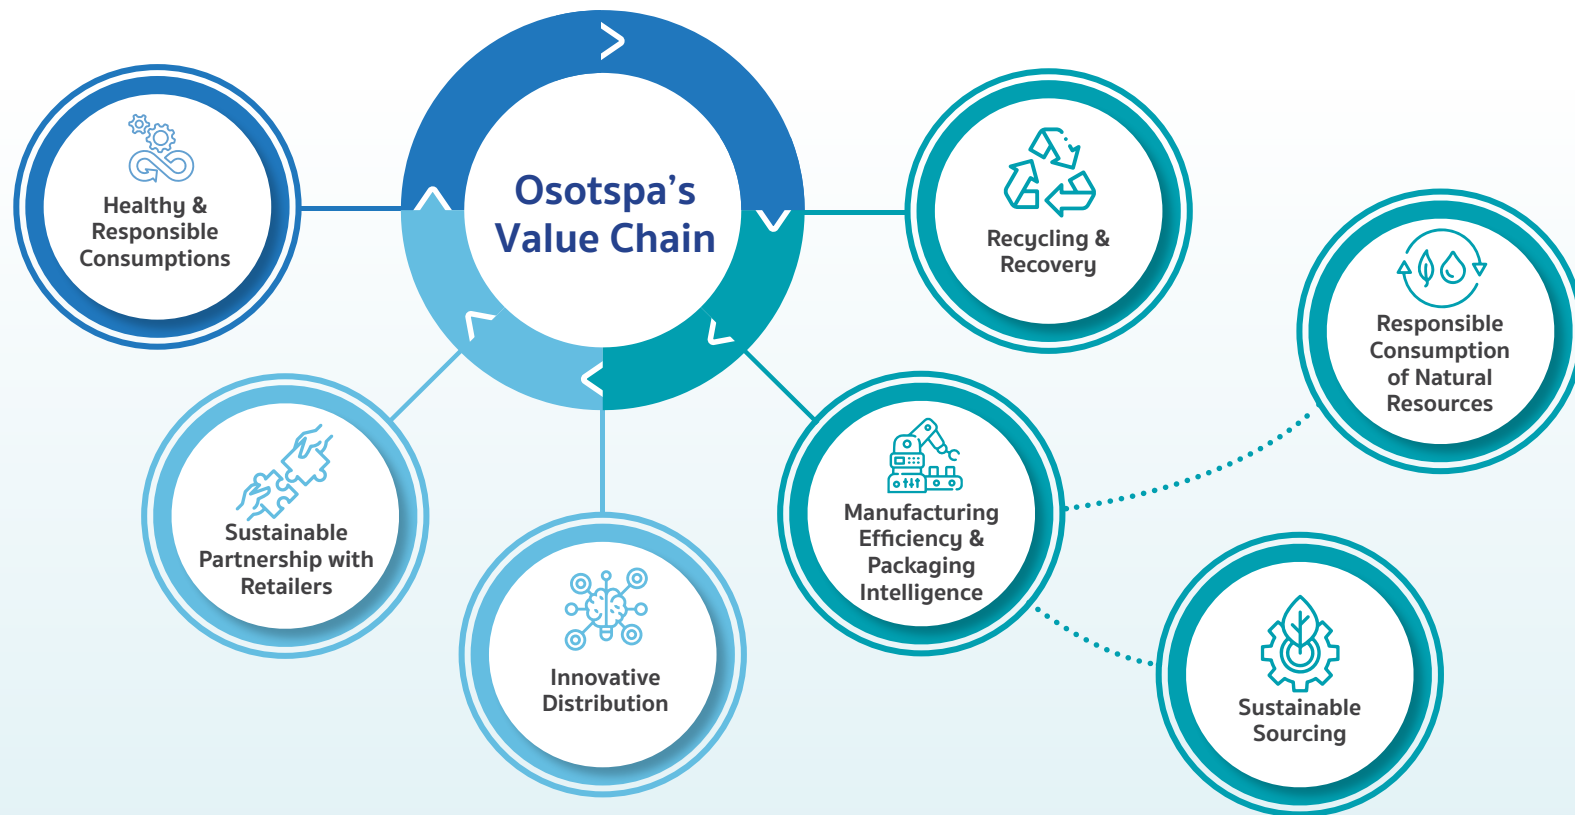 Osotspa's
Value Chain
Healthy &
Responsible
Consumptions
Recycling &
Recovery
Responsible
Consumption
of Natural
Resources
Sustainable
Partnership with
Retailers
Manufacturing
Efficiency &
Packaging
Intelligence
Innovative
Distribution
Sustainable
Sourcing